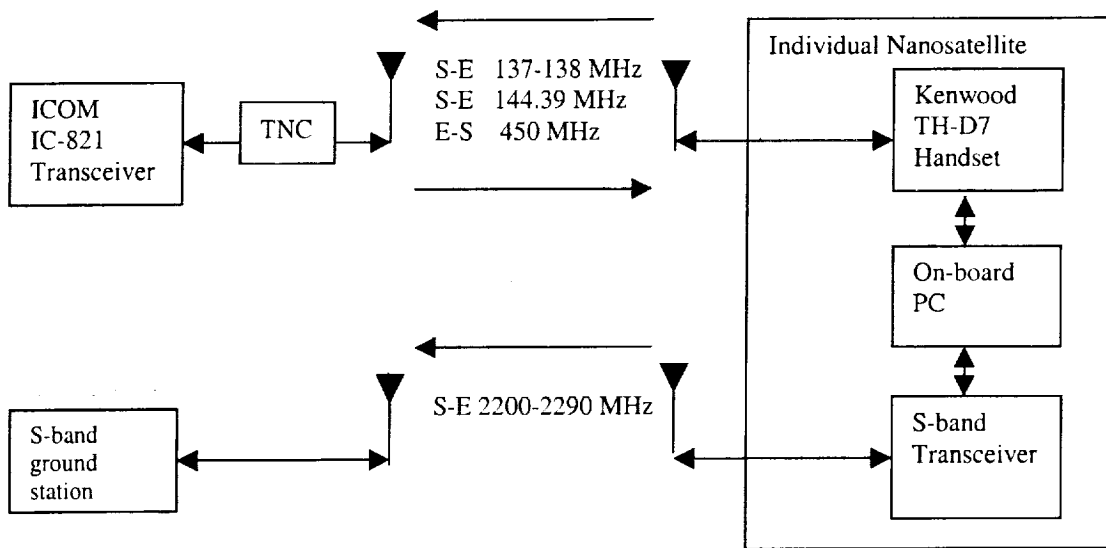 ICOM
IC-821
Transceiver
TNC
S-E 137-138 MHz
S-E 144.39 MHz
E-S 450 MHz
Individual Nanosatellite
Kenwood
TH-D7
Handset
On-board
PC
S-band
ground
station
S-E 2200-2290 MHz
S-band
Transceiver